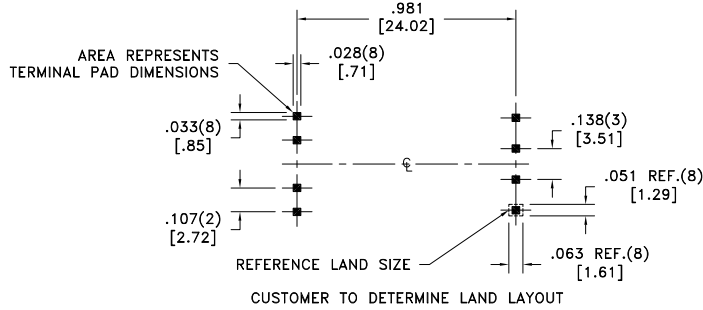 .981
[24.02]
AREA REPRESENTS
TERMINAL PAD DIMENSIONS
.028(8)
[.71]
.033(8)
[.85]
.138(3)
[3.51]
℄
.051 REF.(8)
[1.29]
.107(2)
[2.72]
REFERENCE LAND SIZE
.063 REF.(8)
[1.61]
CUSTOMER TO DETERMINE LAND LAYOUT